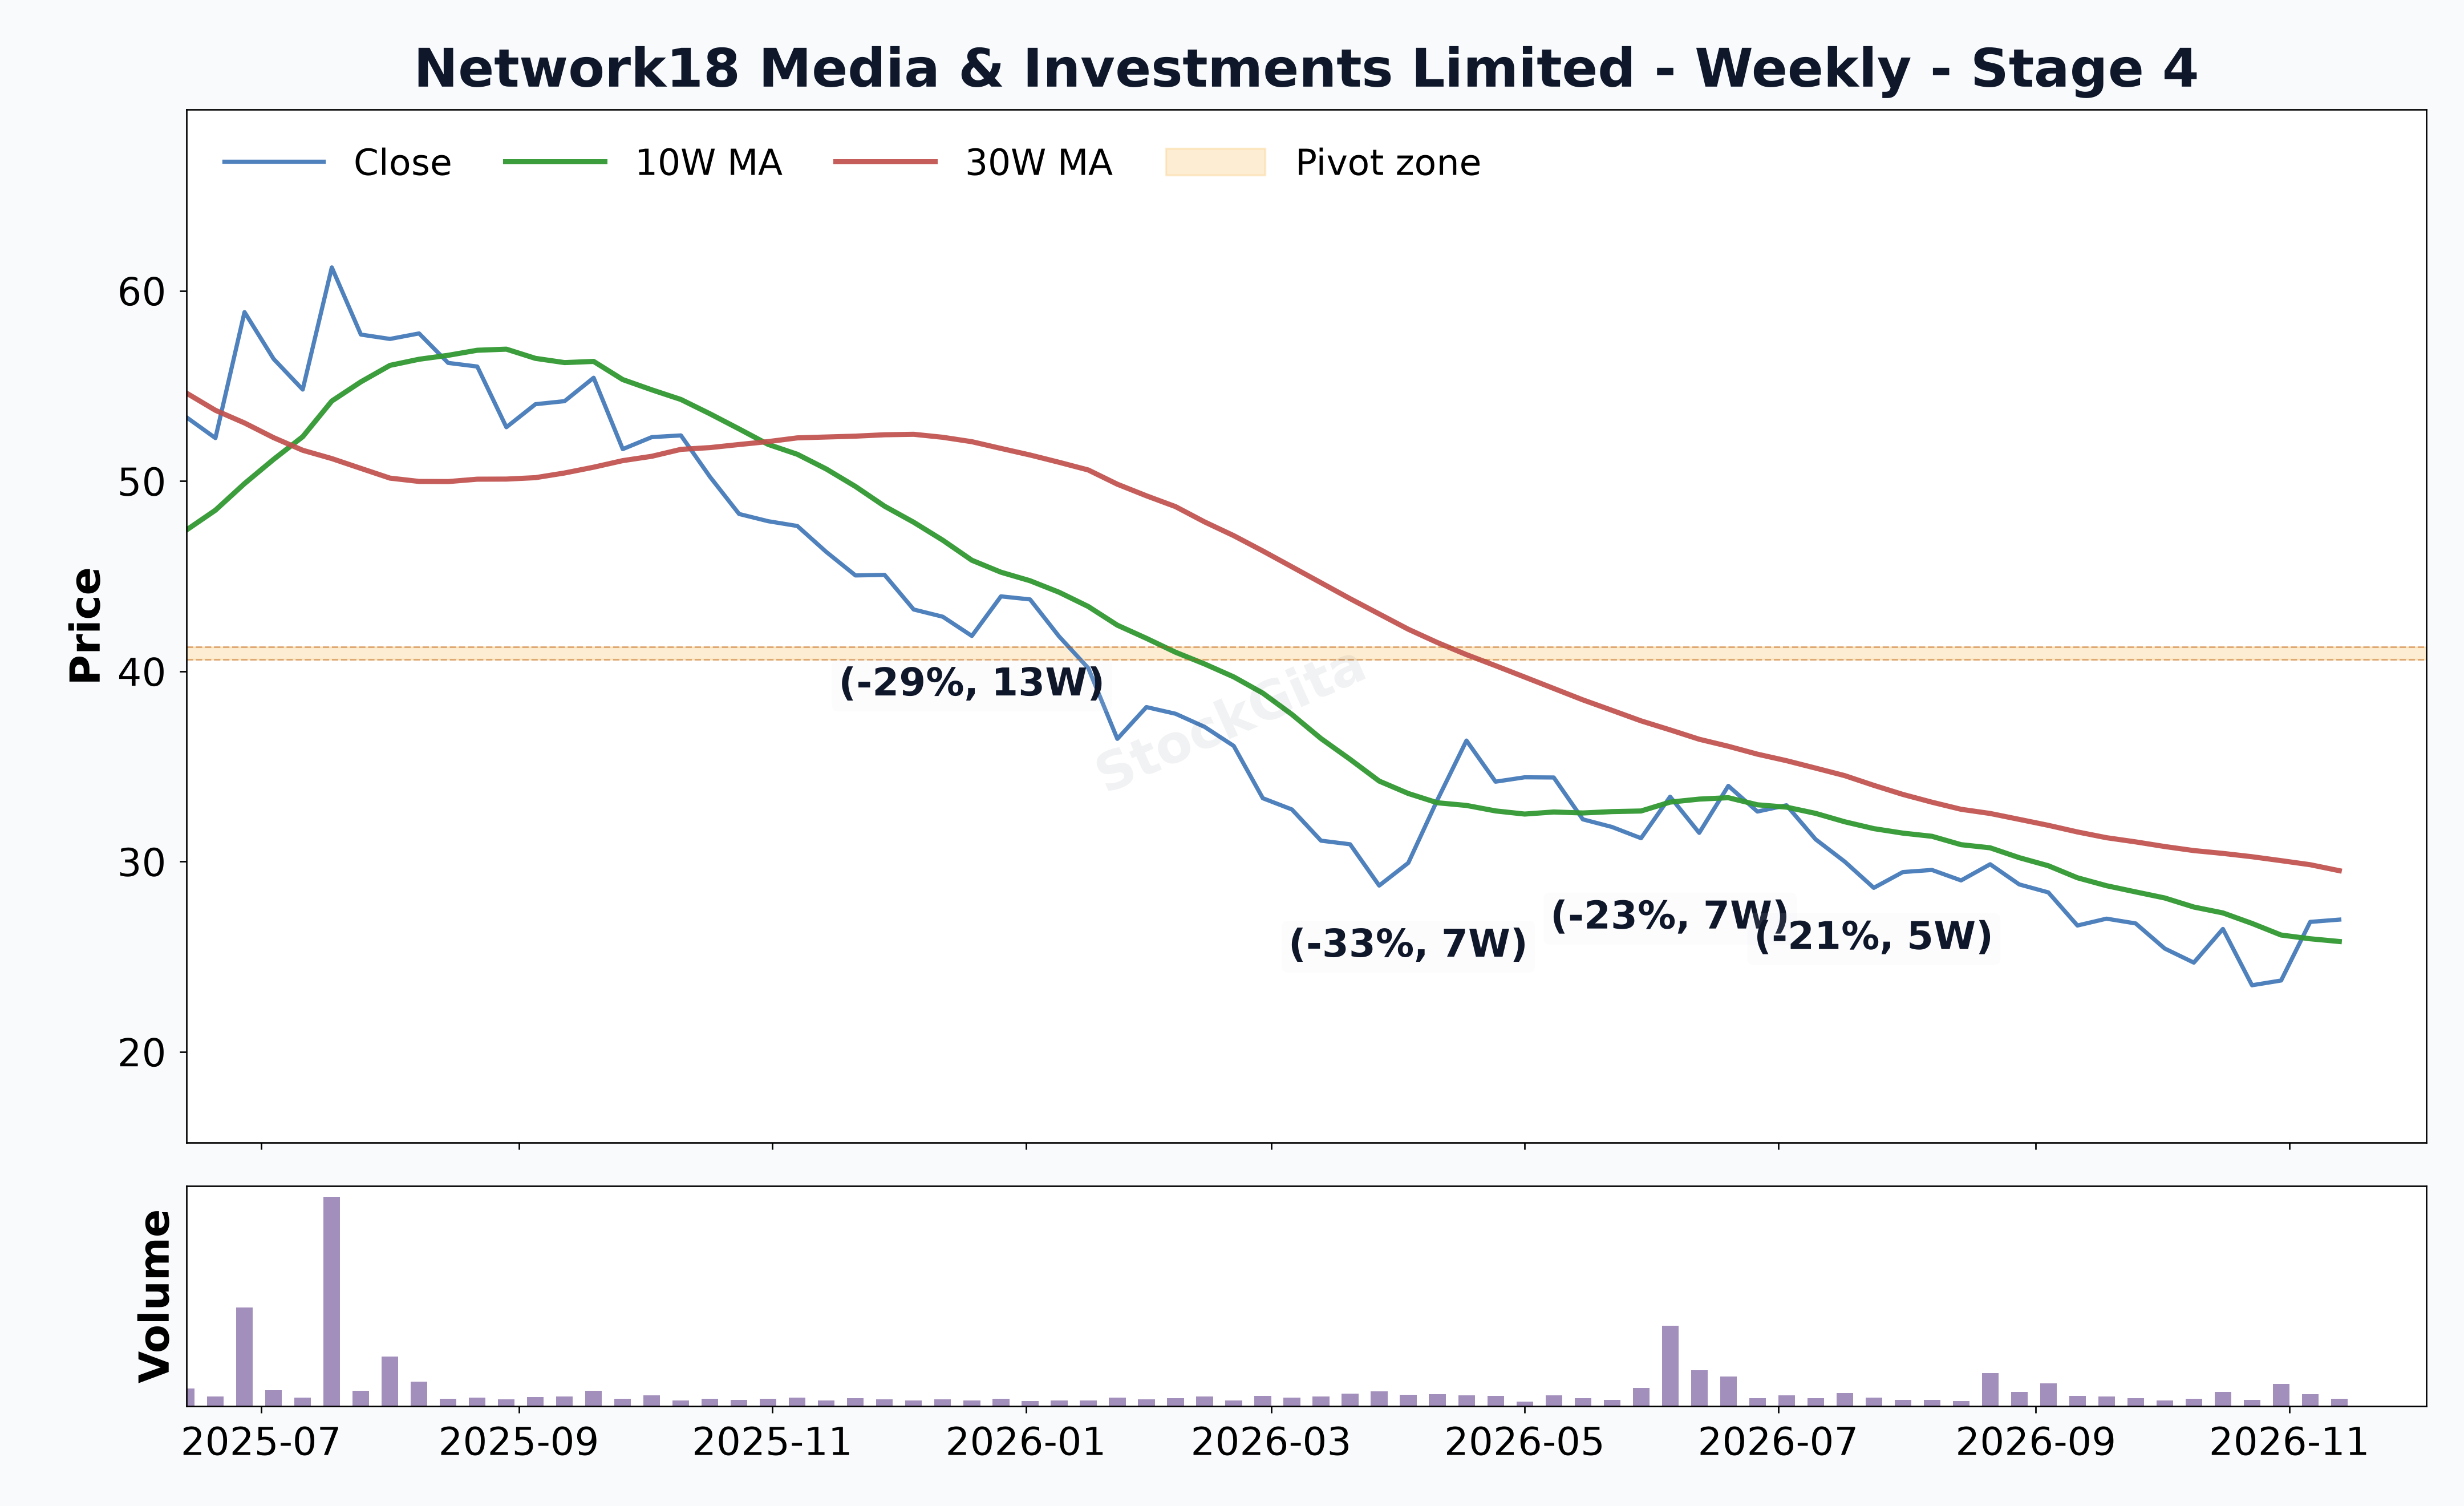 Network18 Media & Investments Limited - Weekly - Stage 4
Close 10W MA 30W MA Pivot zone
Price
60
50
40
30
20
(-29%, 13W)
StockGita
(-33%, 7W)
(-23%, 7W)
(-21%, 5W)
Volume
2025-07 2025-09 2025-11 2026-01 2026-03 2026-05 2026-07 2026-09 2026-11